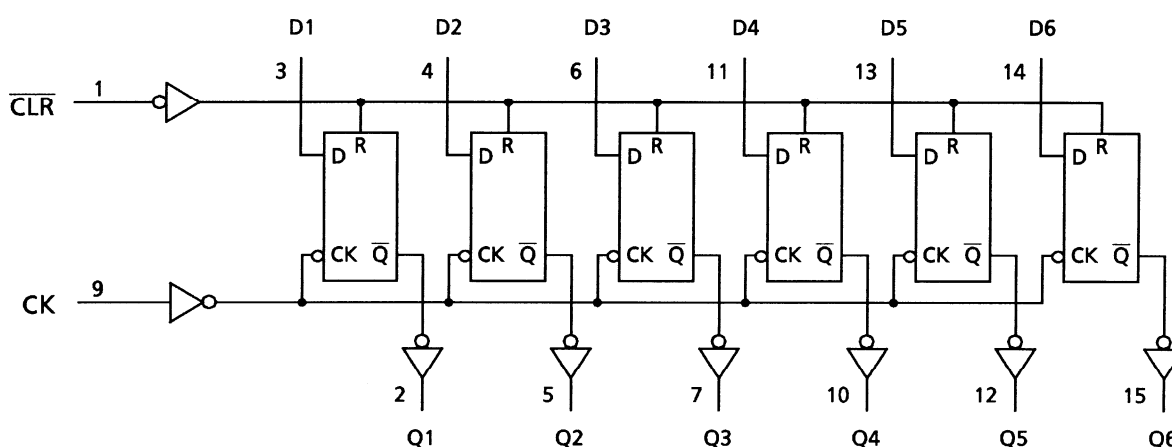 D1 D2 D3 D4 D5 D6
3 4 6 11 13 14
C̅L̅R̅ 1
R R R R R R
D D D D D D
CK Q̅ CK Q̅ CK Q̅ CK Q̅ CK Q̅ CK Q̅
CK 9
2 5 7 10 12 15
Q1 Q2 Q3 Q4 Q5 Q6